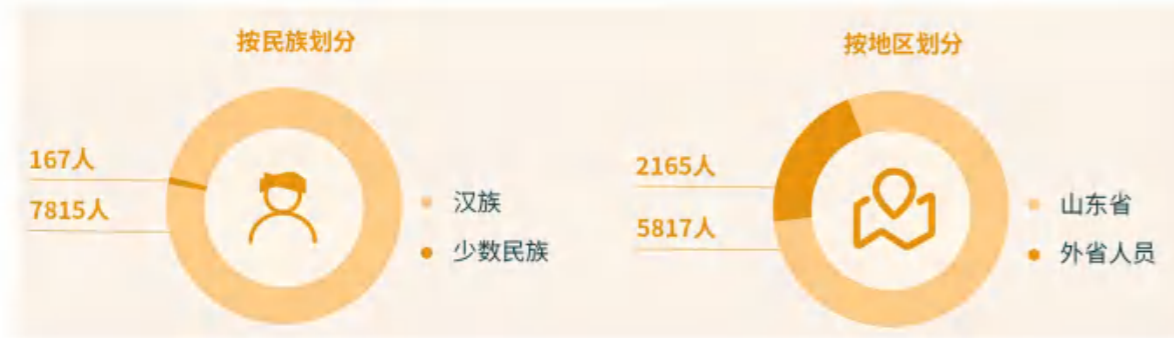 按民族划分
167人
7815人
汉族
少数民族
按地区划分
2165人
5817人
山东省
外省人员